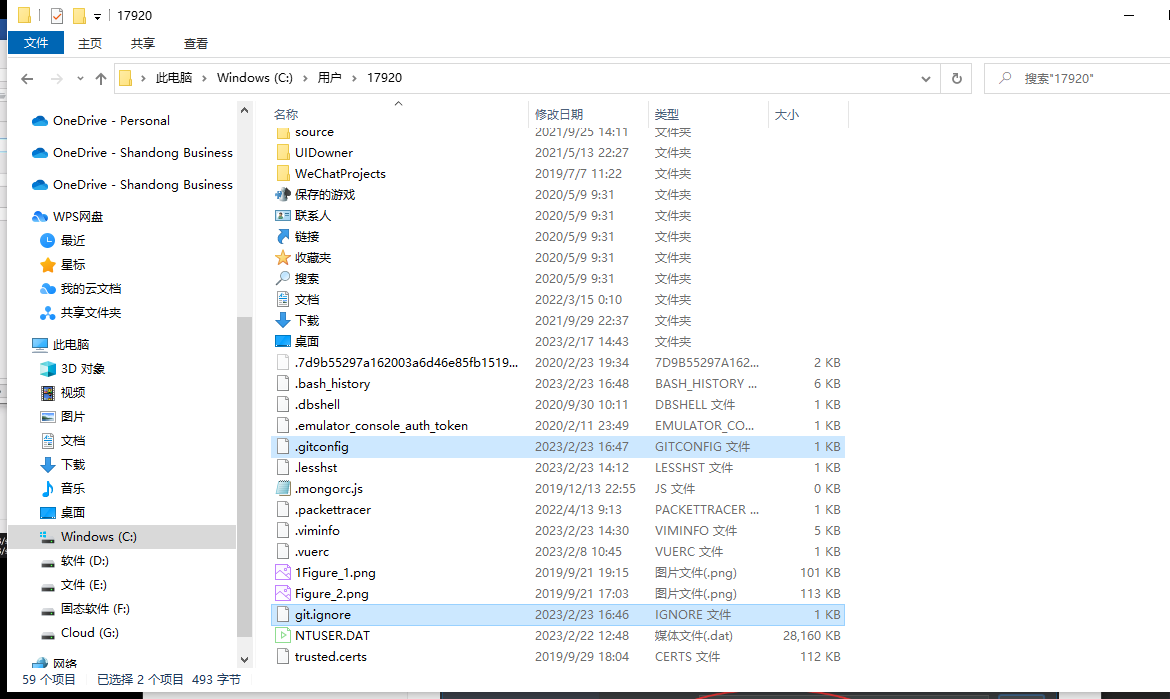 17920
文件 主页 共享 查看
此电脑 Windows (C:) 用户 17920 搜索"17920"
OneDrive - Personal
OneDrive - Shandong Business
OneDrive - Shandong Business
WPS网盘
最近
星标
我的云文档
共享文件夹
此电脑
3D 对象
视频
图片
文档
下载
音乐
桌面
Windows (C:)
软件 (D:)
文件 (E:)
固态软件 (F:)
Cloud (G:)
网络
名称 修改日期 类型 大小
source 2021/9/25 14:11 文件夹
UIDowner 2021/5/13 22:27 文件夹
WeChatProjects 2019/7/7 11:22 文件夹
保存的游戏 2020/5/9 9:31 文件夹
联系人 2020/5/9 9:31 文件夹
链接 2020/5/9 9:31 文件夹
收藏夹 2020/5/9 9:31 文件夹
搜索 2020/5/9 9:31 文件夹
文档 2022/3/15 0:10 文件夹
下载 2021/9/29 22:37 文件夹
桌面 2023/2/17 14:43 文件夹
.7d9b55297a162003a6d46e85fb1519... 2020/2/23 19:34 7D9B55297A162... 2 KB
.bash_history 2023/2/23 16:48 BASH_HISTORY ... 6 KB
.dbshell 2020/9/30 10:11 DBSHELL 文件 1 KB
.emulator_console_auth_token 2020/2/11 23:49 EMULATOR_CO... 1 KB
.gitconfig 2023/2/23 16:47 GITCONFIG 文件 1 KB
.lesshst 2023/2/23 14:12 LESSHST 文件 1 KB
.mongorc.js 2019/12/13 22:55 JS 文件 0 KB
.packettracer 2022/4/13 9:13 PACKETTRACER ... 1 KB
.viminfo 2023/2/23 14:30 VIMINFO 文件 5 KB
.vuerc 2023/2/8 10:45 VUERC 文件 1 KB
1Figure_1.png 2019/9/21 19:15 图片文件(.png) 101 KB
Figure_2.png 2019/9/21 17:03 图片文件(.png) 113 KB
git.ignore 2023/2/23 16:46 IGNORE 文件 1 KB
NTUSER.DAT 2023/2/22 12:48 媒体文件(.dat) 28,160 KB
trusted.certs 2019/9/29 18:04 CERTS 文件 112 KB
59 个项目 已选择 2 个项目 493 字节